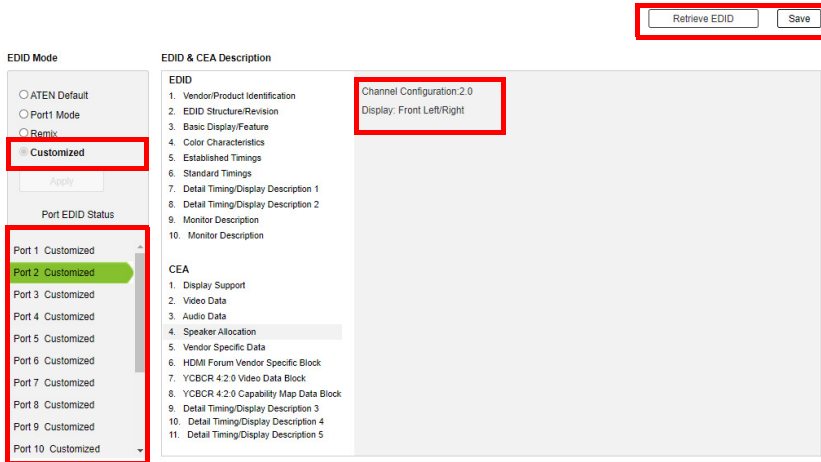 Retrieve EDID
Save
EDID Mode
ATEN Default
Port1 Mode
Remix
Customized
Apply
Port EDID Status
Port 1 Customized
Port 2 Customized
Port 3 Customized
Port 4 Customized
Port 5 Customized
Port 6 Customized
Port 7 Customized
Port 8 Customized
Port 9 Customized
Port 10 Customized
EDID & CEA Description
EDID
1. Vendor/Product Identification
2. EDID Structure/Revision
3. Basic Display/Feature
4. Color Characteristics
5. Established Timings
6. Standard Timings
7. Detail Timing/Display Description 1
8. Detail Timing/Display Description 2
9. Monitor Description
10. Monitor Description
CEA
1. Display Support
2. Video Data
3. Audio Data
4. Speaker Allocation
5. Vendor Specific Data
6. HDMI Forum Vendor Specific Block
7. YCBCR 4:2:0 Video Data Block
8. YCBCR 4:2:0 Capability Map Data Block
9. Detail Timing/Display Description 3
10. Detail Timing/Display Description 4
11. Detail Timing/Display Description 5
Channel Configuration:2.0
Display: Front Left/Right